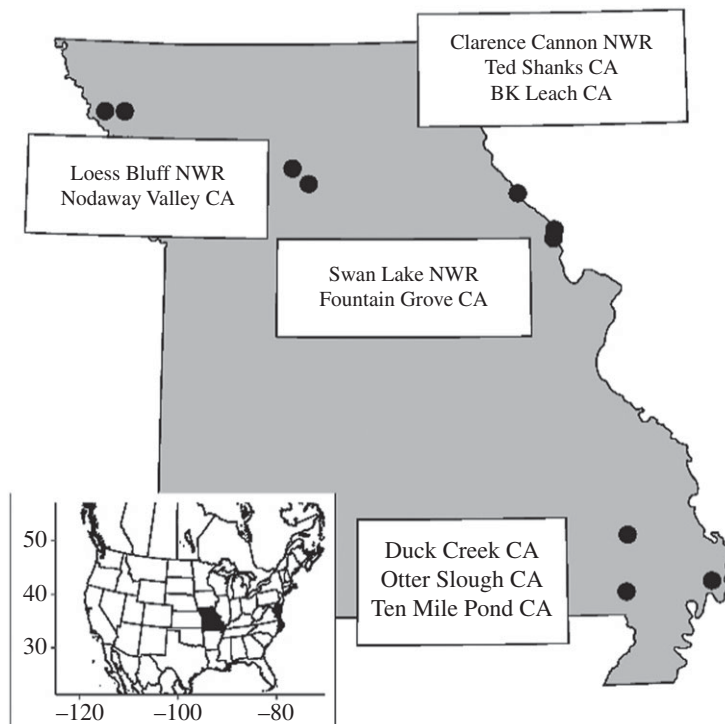 Clarence Cannon NWR
Ted Shanks CA
BK Leach CA
Loess Bluff NWR
Nodaway Valley CA
Swan Lake NWR
Fountain Grove CA
Duck Creek CA
Otter Slough CA
Ten Mile Pond CA
50
40
30
−120
−100
−80